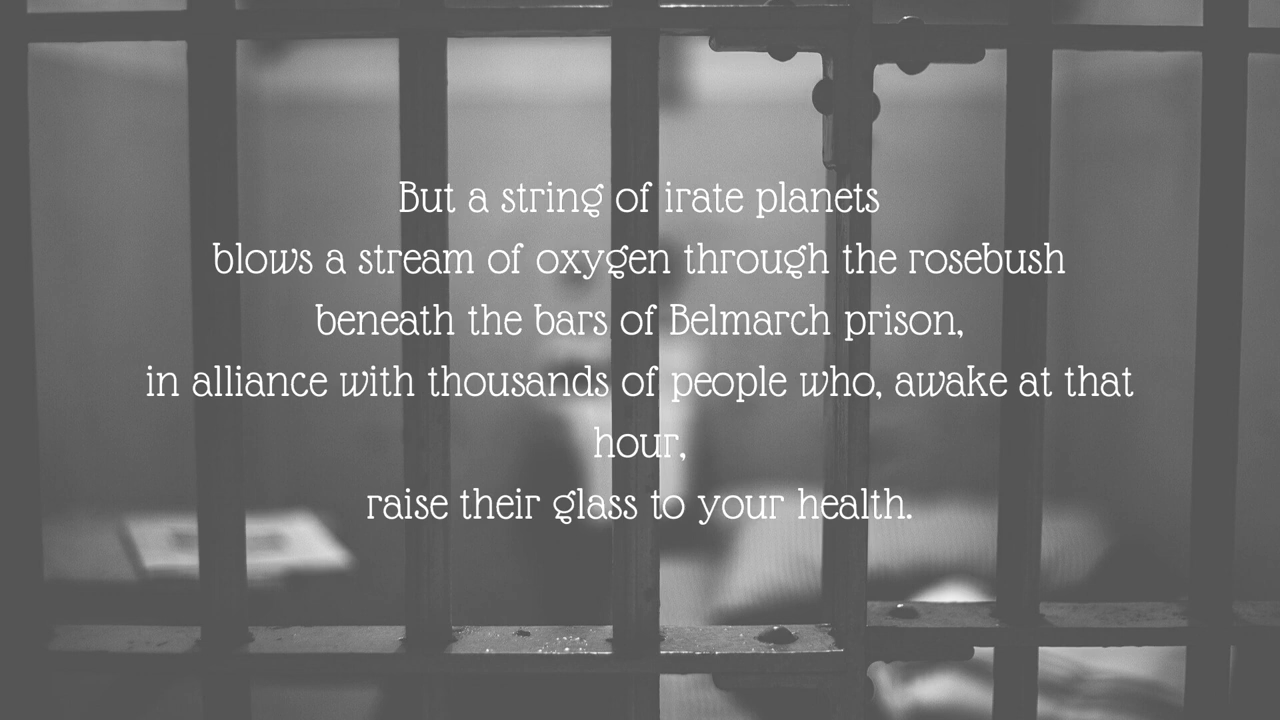 But a string of irate planets
blows a stream of oxygen through the rosebush
beneath the bars of Belmarch prison,
in alliance with thousands of people who, awake at that
hour,
raise their glass to your health.